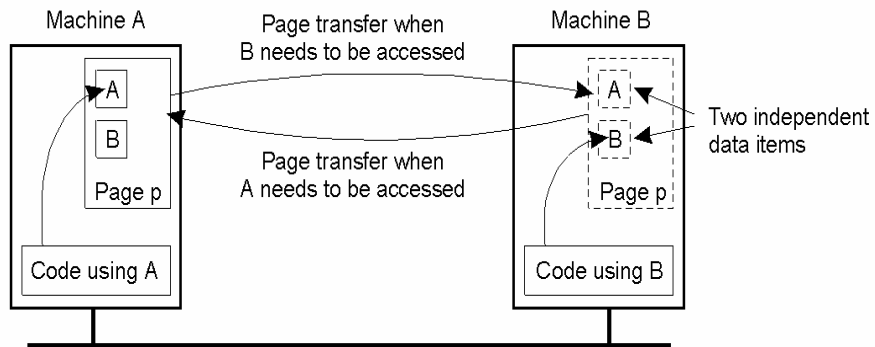 Machine A
Machine B
Page transfer when
B needs to be accessed
A
B
Page p
Code using A
Page transfer when
A needs to be accessed
A
B
Page p
Code using B
Two independent
data items